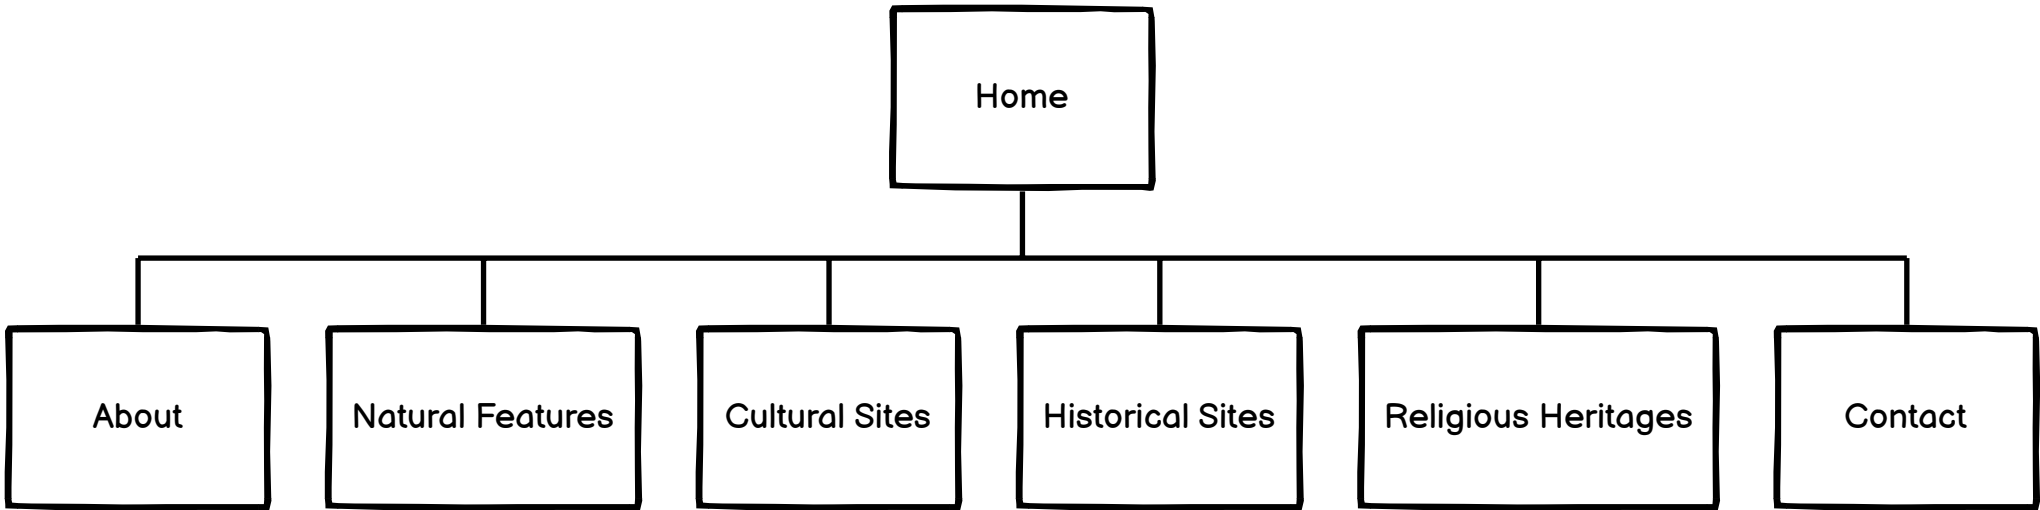 Home
About
Natural Features
Cultural Sites
Historical Sites
Religious Heritages
Contact